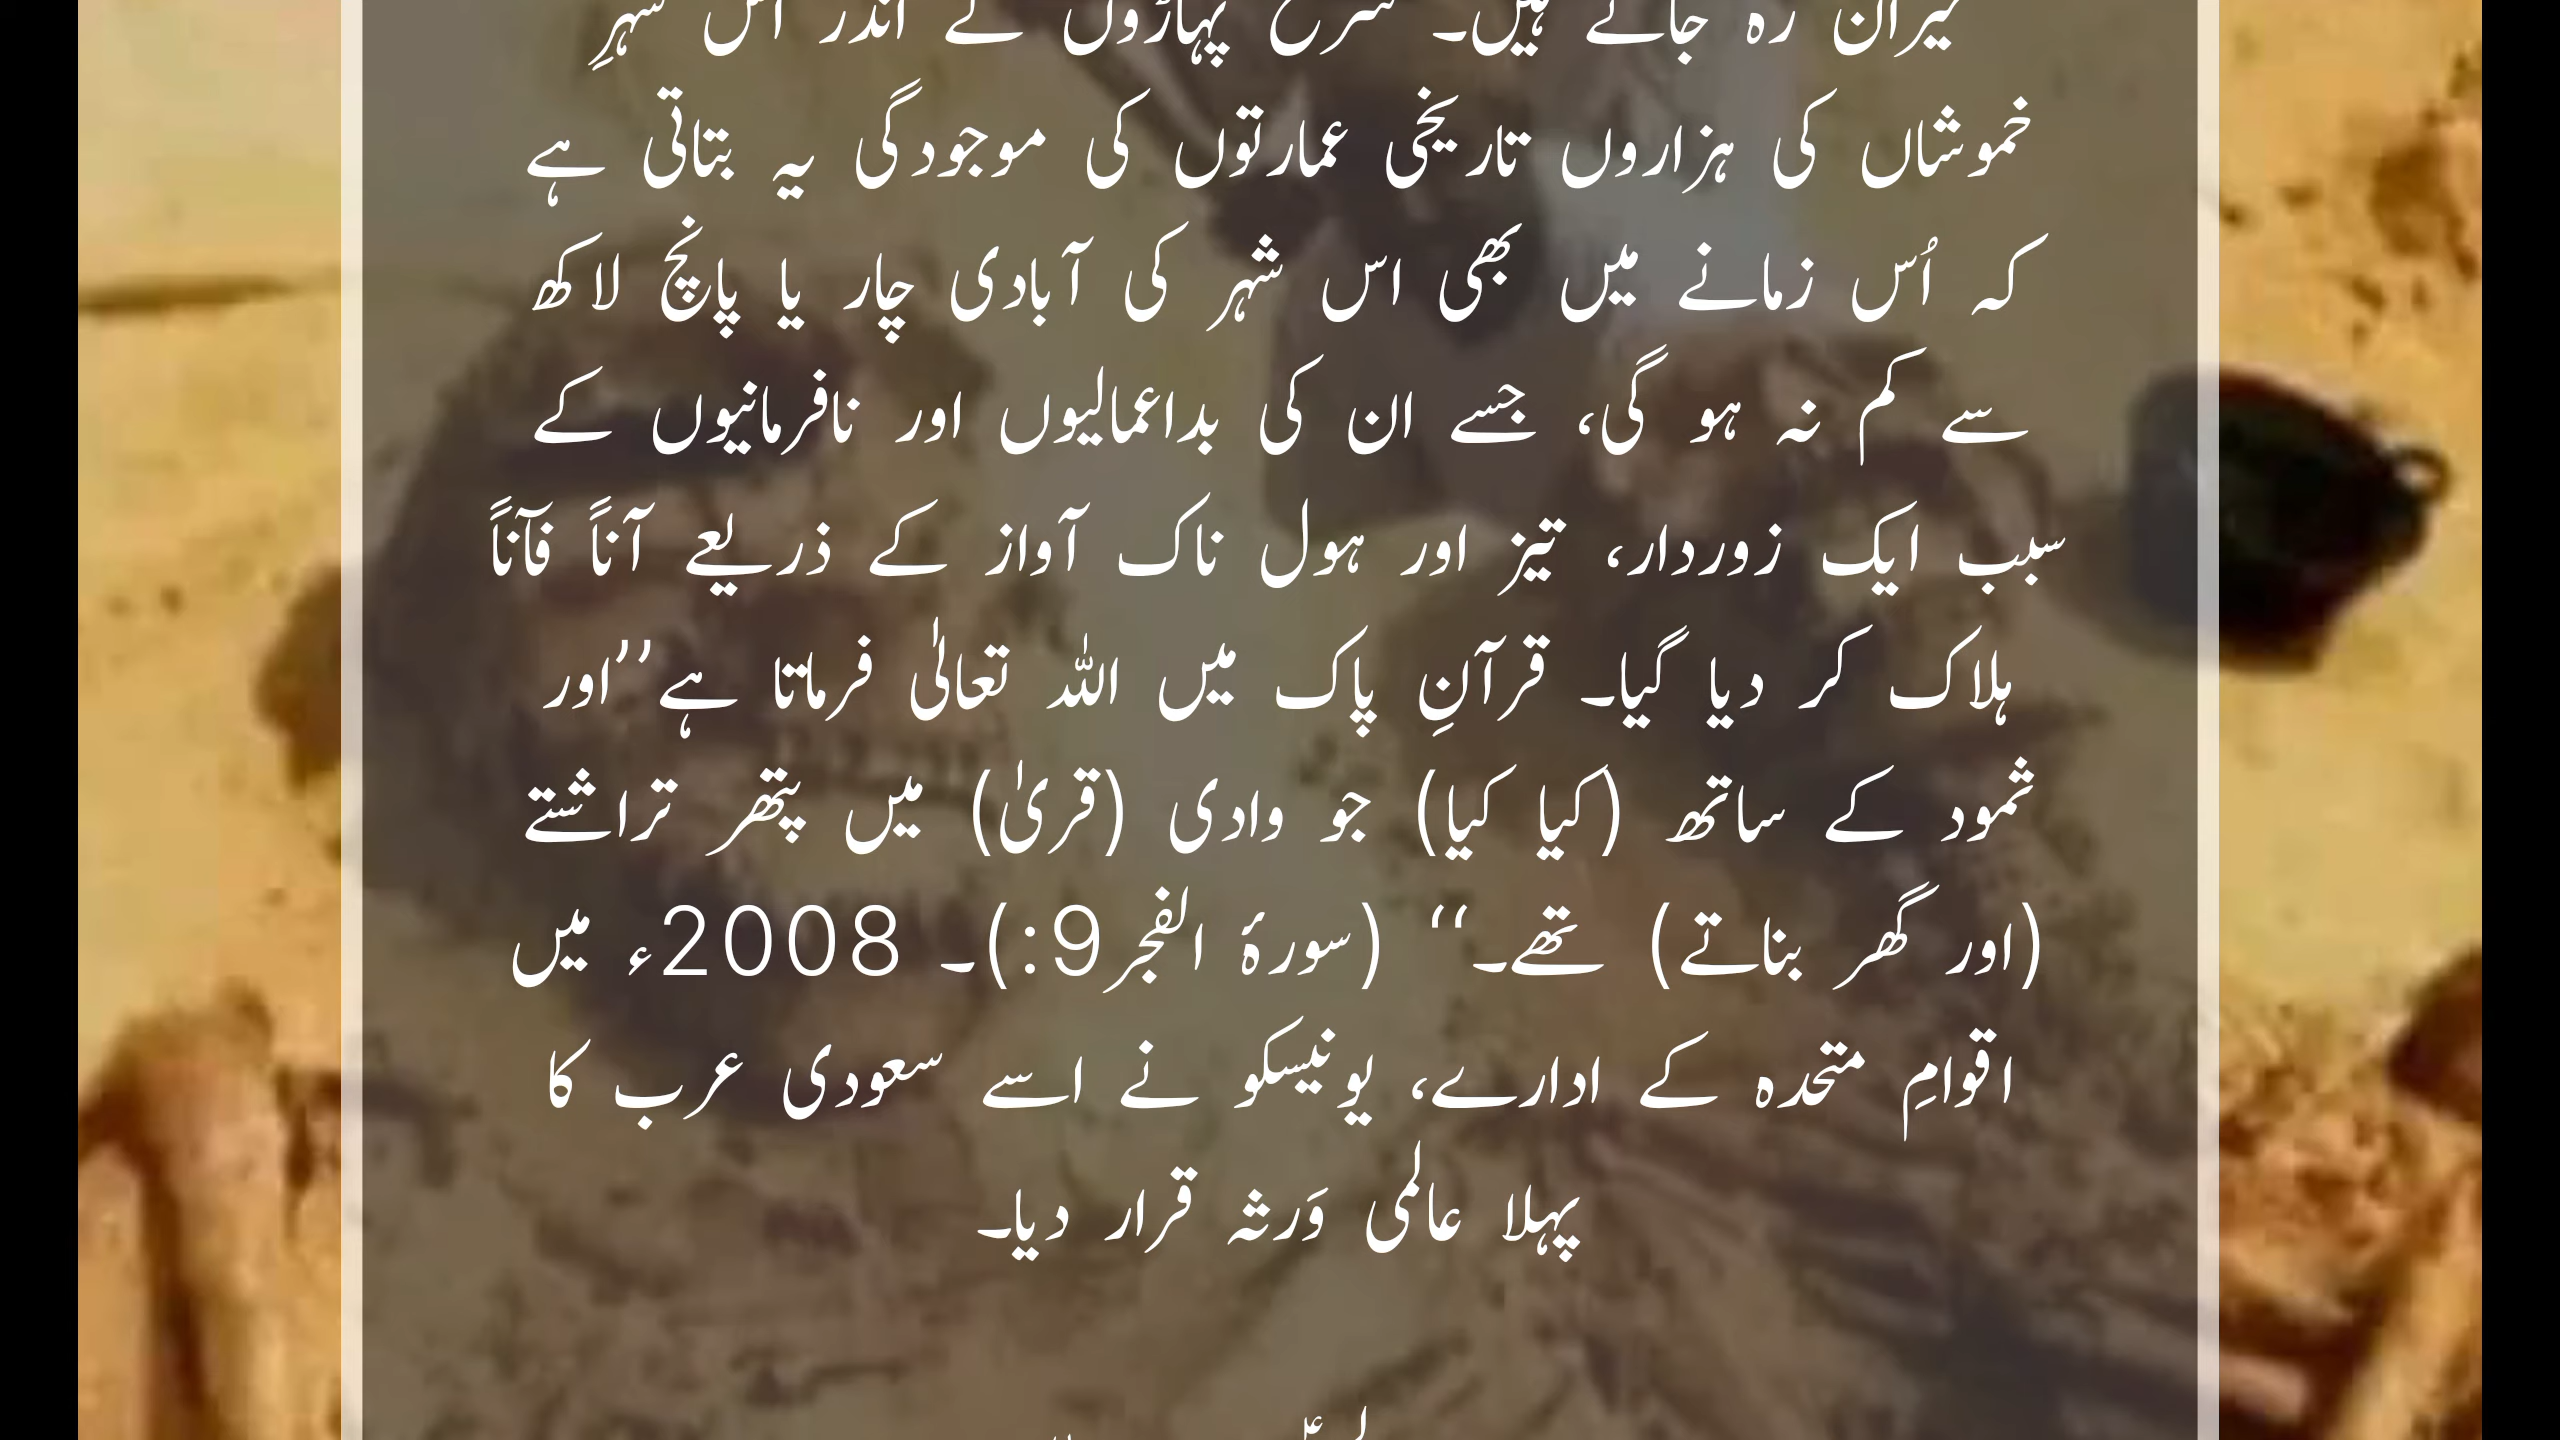 حیران رہ جاتے ہیں۔ سرخ پہاڑوں کے اندر اس شہرِ
خموشاں کی ہزاروں تاریخی عمارتوں کی موجودگی یہ بتاتی ہے
کہ اُس زمانے میں بھی اس شہر کی آبادی چار یا پانچ لاکھ
سے کم نہ ہو گی، جسے ان کی بداعمالیوں اور نافرمانیوں کے
سبب ایک زوردار، تیز اور ہول ناک آواز کے ذریعے آناً فآناً
ہلاک کر دیا گیا۔ قرآنِ پاک میں اللہ تعالیٰ فرماتا ہے’’اور
ثمود کے ساتھ (کیا کیا) جو وادی (قریٰ) میں پتھر تراشتے
(اور گھر بناتے) تھے۔‘‘ (سورۂ الفجر9:)۔ 2008ء میں
اقوامِ متحدہ کے ادارے، یونیسکو نے اسے سعودی عرب کا
پہلا عالمی وَرثہ قرار دیا۔